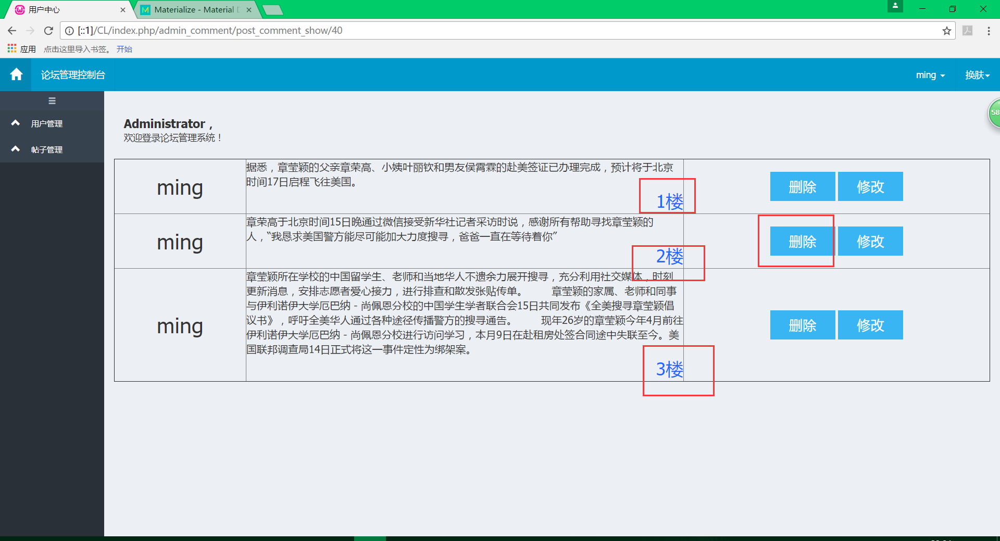 用户中心
Materialize - Material D
[::1]/CL/index.php/admin_comment/post_comment_show/40
应用 点击这里导入书签。 开始
论坛管理控制台
ming
换肤
用户管理
帖子管理
58
Administrator，
欢迎登录论坛管理系统！
ming
据悉，章莹颖的父亲章荣高、小姨叶丽钦和男友侯霄霖的赴美签证已办理完成，预计将于北京
时间17日启程飞往美国。
1楼
删除 修改
ming
章荣高于北京时间15日晚通过微信接受新华社记者采访时说，感谢所有帮助寻找章莹颖的
人，“我恳求美国警方能尽可能加大力度搜寻，爸爸一直在等待着你”
2楼
删除 修改
ming
章莹颖所在学校的中国留学生、老师和当地华人不遗余力展开搜寻，充分利用社交媒体，时刻
更新消息，安排志愿者爱心接力，进行排查和散发张贴传单。 章莹颖的家属、老师和同事
与伊利诺伊大学厄巴纳－尚佩恩分校的中国学生学者联合会15日共同发布《全美搜寻章莹颖倡
议书》，呼吁全美华人通过各种途径传播警方的搜寻通告。 现年26岁的章莹颖今年4月前往
伊利诺伊大学厄巴纳－尚佩恩分校进行访问学习，本月9日在赴租房处签合同途中失联至今。美
国联邦调查局14日正式将这一事件定性为绑架案。
3楼
删除 修改